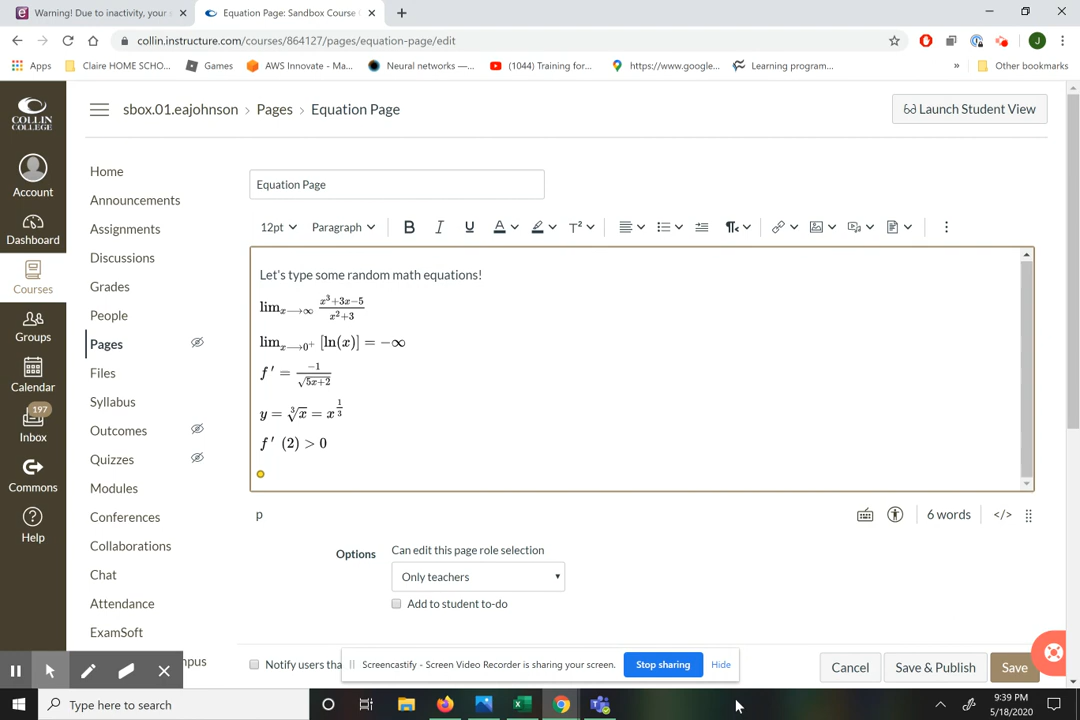 Warning! Due to inactivity, your
Equation Page: Sandbox Course
collin.instructure.com/courses/864127/pages/equation-page/edit
J
Apps
Claire HOME SCHO...
Games
AWS Innovate - Ma...
Neural networks —...
(1044) Training for...
https://www.google...
Learning program...
»
Other bookmarks
COLLIN COLLEGE
Account
Dashboard
Courses
Groups
Calendar
197
Inbox
Commons
Help
sbox.01.eajohnson > Pages > Equation Page
Launch Student View
Home
Announcements
Assignments
Discussions
Grades
People
Pages
Files
Syllabus
Outcomes
Quizzes
Modules
Conferences
Collaborations
Chat
Attendance
ExamSoft
Equation Page
12pt Paragraph B I U A T²
Let's type some random math equations!
lim x⟶∞ (x³+3x−5)/(x²+3)
lim x⟶0⁺ [ln(x)] = −∞
f′ = −1/√(5x+2)
y = ∛x = x^(1/3)
f′ (2) > 0
p
6 words </>
Options
Can edit this page role selection
Only teachers
Add to student to-do
Notify users tha
Screencastify - Screen Video Recorder is sharing your screen.
Stop sharing
Hide
Cancel
Save & Publish
Save
Type here to search
9:39 PM
5/18/2020